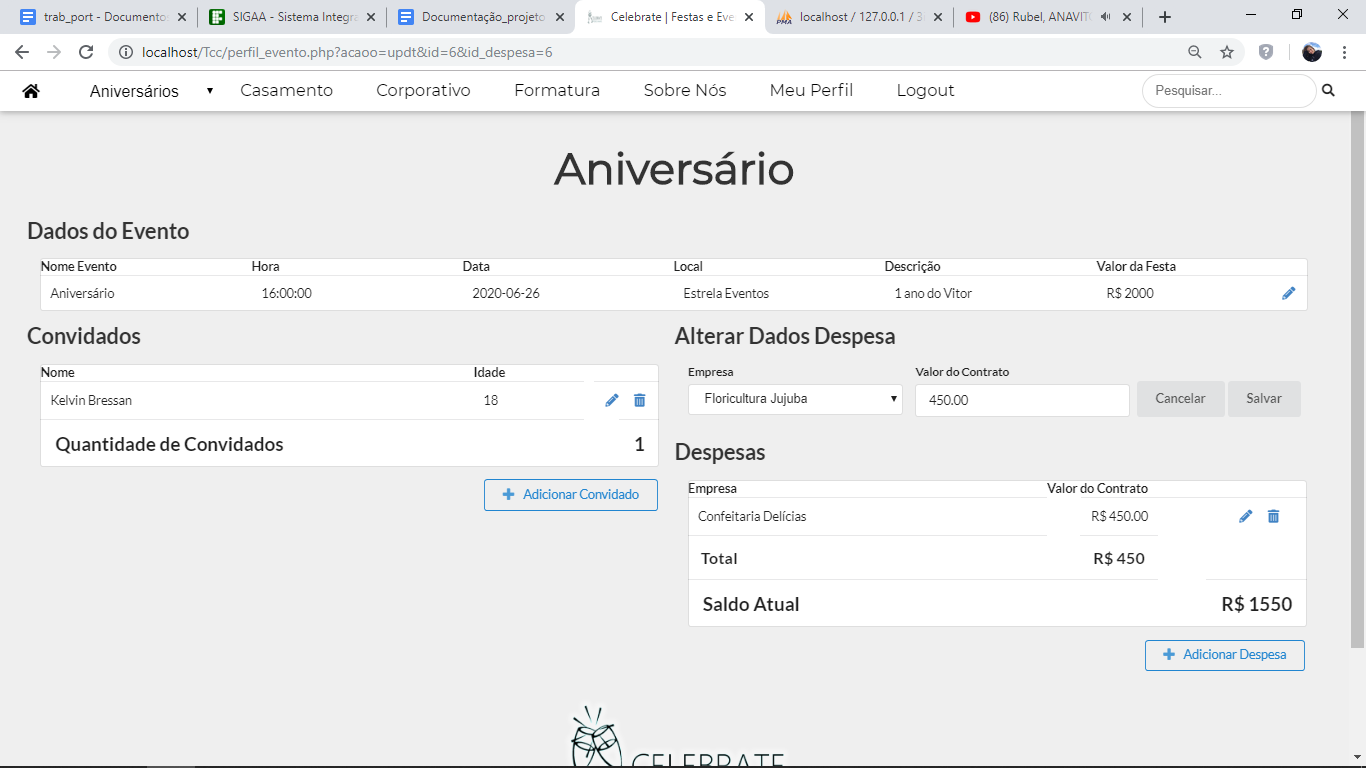 trab_port - Documentos
SIGAA - Sistema Integra
Documentação_projeto
Celebrate | Festas e Eve
localhost / 127.0.0.1 /
(86) Rubel, ANAVIT
localhost/Tcc/perfil_evento.php?acaoo=updt&id=6&id_despesa=6
Aniversários Casamento Corporativo Formatura Sobre Nós Meu Perfil Logout Pesquisar...
Aniversário
Dados do Evento
Nome Evento Hora Data Local Descrição Valor da Festa
Aniversário 16:00:00 2020-06-26 Estrela Eventos 1 ano do Vitor R$ 2000
Convidados
Nome Idade
Kelvin Bressan 18
Quantidade de Convidados 1
Adicionar Convidado
Alterar Dados Despesa
Empresa Valor do Contrato
Floricultura Jujuba 450.00 Cancelar Salvar
Despesas
Empresa Valor do Contrato
Confeitaria Delícias R$ 450.00
Total R$ 450
Saldo Atual R$ 1550
Adicionar Despesa
CELEBRATE